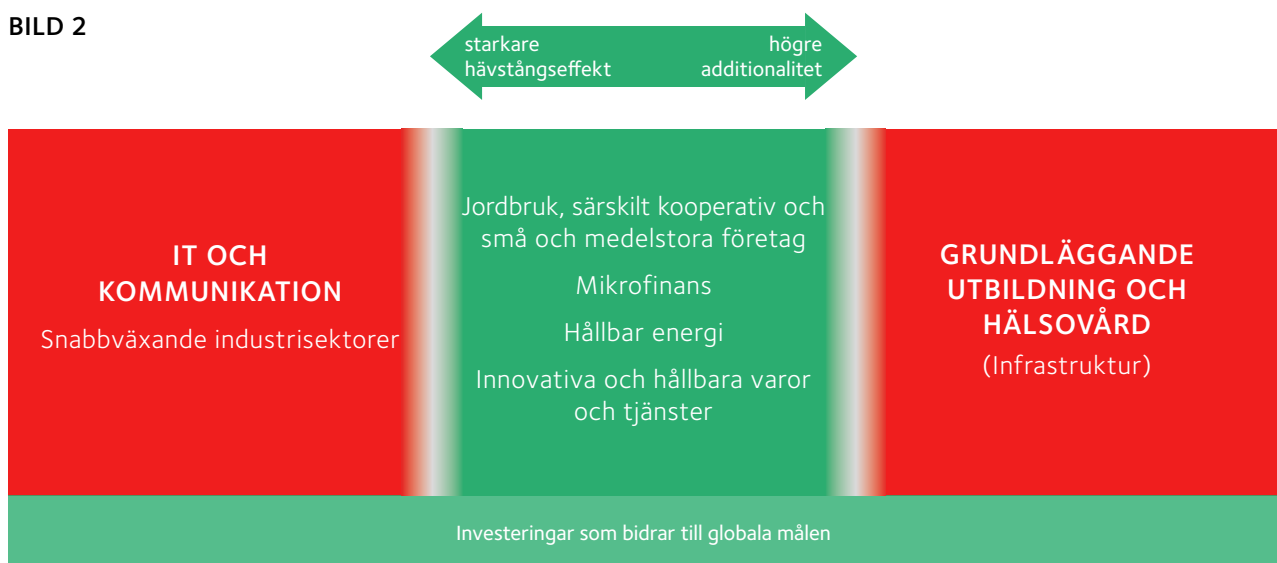 BILD 2
starkare
hävstångseffekt
högre
additionalitet
IT OCH
KOMMUNIKATION
Snabbväxande industrisektorer
Jordbruk, särskilt kooperativ och
små och medelstora företag
Mikrofinans
Hållbar energi
Innovativa och hållbara varor
och tjänster
GRUNDLÄGGANDE
UTBILDNING OCH
HÄLSOVÅRD
(Infrastruktur)
Investeringar som bidrar till globala målen